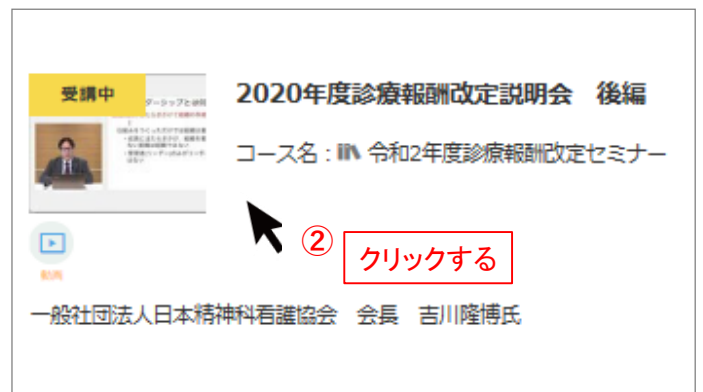 受講中
2020年度診療報酬改定説明会　後編
コース名：令和2年度診療報酬改定セミナー
②
クリックする
動画
一般社団法人日本精神科看護協会　会長　吉川隆博氏